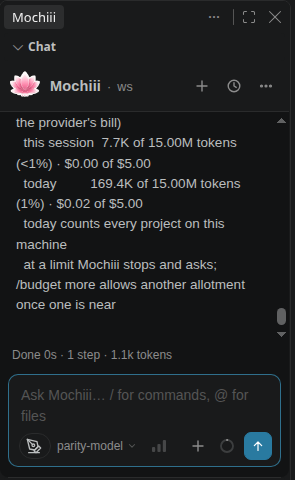 Mochiii
Chat
Mochiii · ws
the provider's bill)
this session 7.7K of 15.00M tokens
(<1%) · $0.00 of $5.00
today 169.4K of 15.00M tokens
(1%) · $0.02 of $5.00
today counts every project on this
machine
at a limit Mochiii stops and asks;
/budget more allows another allotment
once one is near
Done 0s · 1 step · 1.1k tokens
Ask Mochiii… / for commands, @ for
files
parity-model